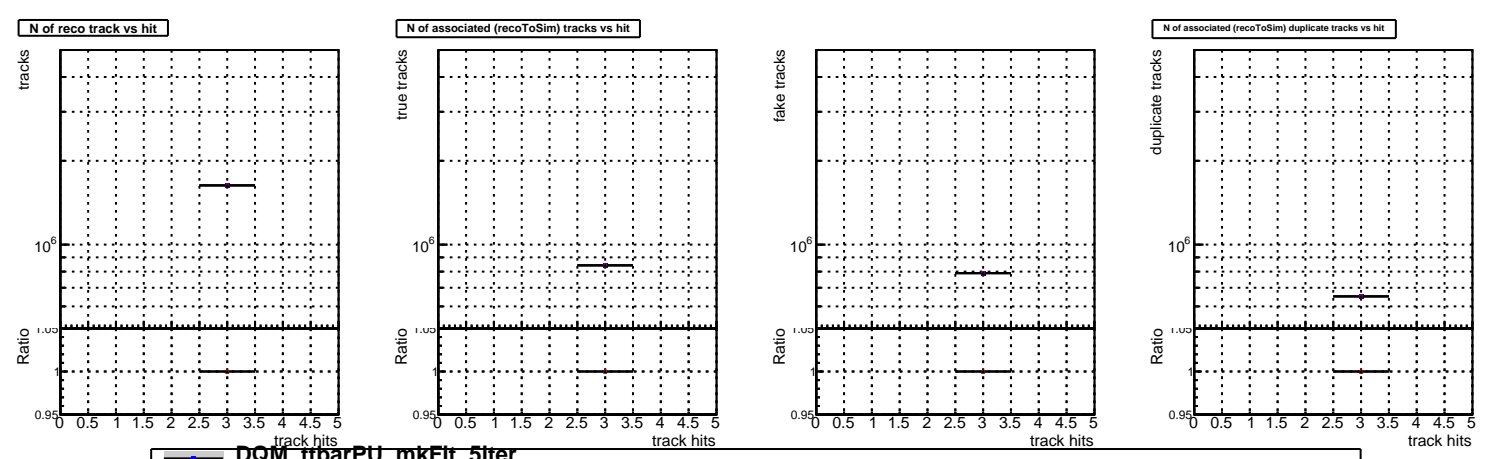 N of reco track vs hit
N of associated (recoToSim) tracks vs hit
N of associated (recoToSim) duplicate tracks vs hit
tracks
10^6
1.05
Ratio
1
0.95
0 0.5 1 1.5 2 2.5 3 3.5 4 4.5 5
track hits
true tracks
10^6
1.05
Ratio
1
0.95
0 0.5 1 1.5 2 2.5 3 3.5 4 4.5 5
track hits
fake tracks
10^6
1.05
Ratio
1
0.95
0 0.5 1 1.5 2 2.5 3 3.5 4 4.5 5
track hits
duplicate tracks
10^6
1.05
Ratio
1
0.95
0 0.5 1 1.5 2 2.5 3 3.5 4 4.5 5
track hits
DQM_ttbarPU_mkFit_5iter